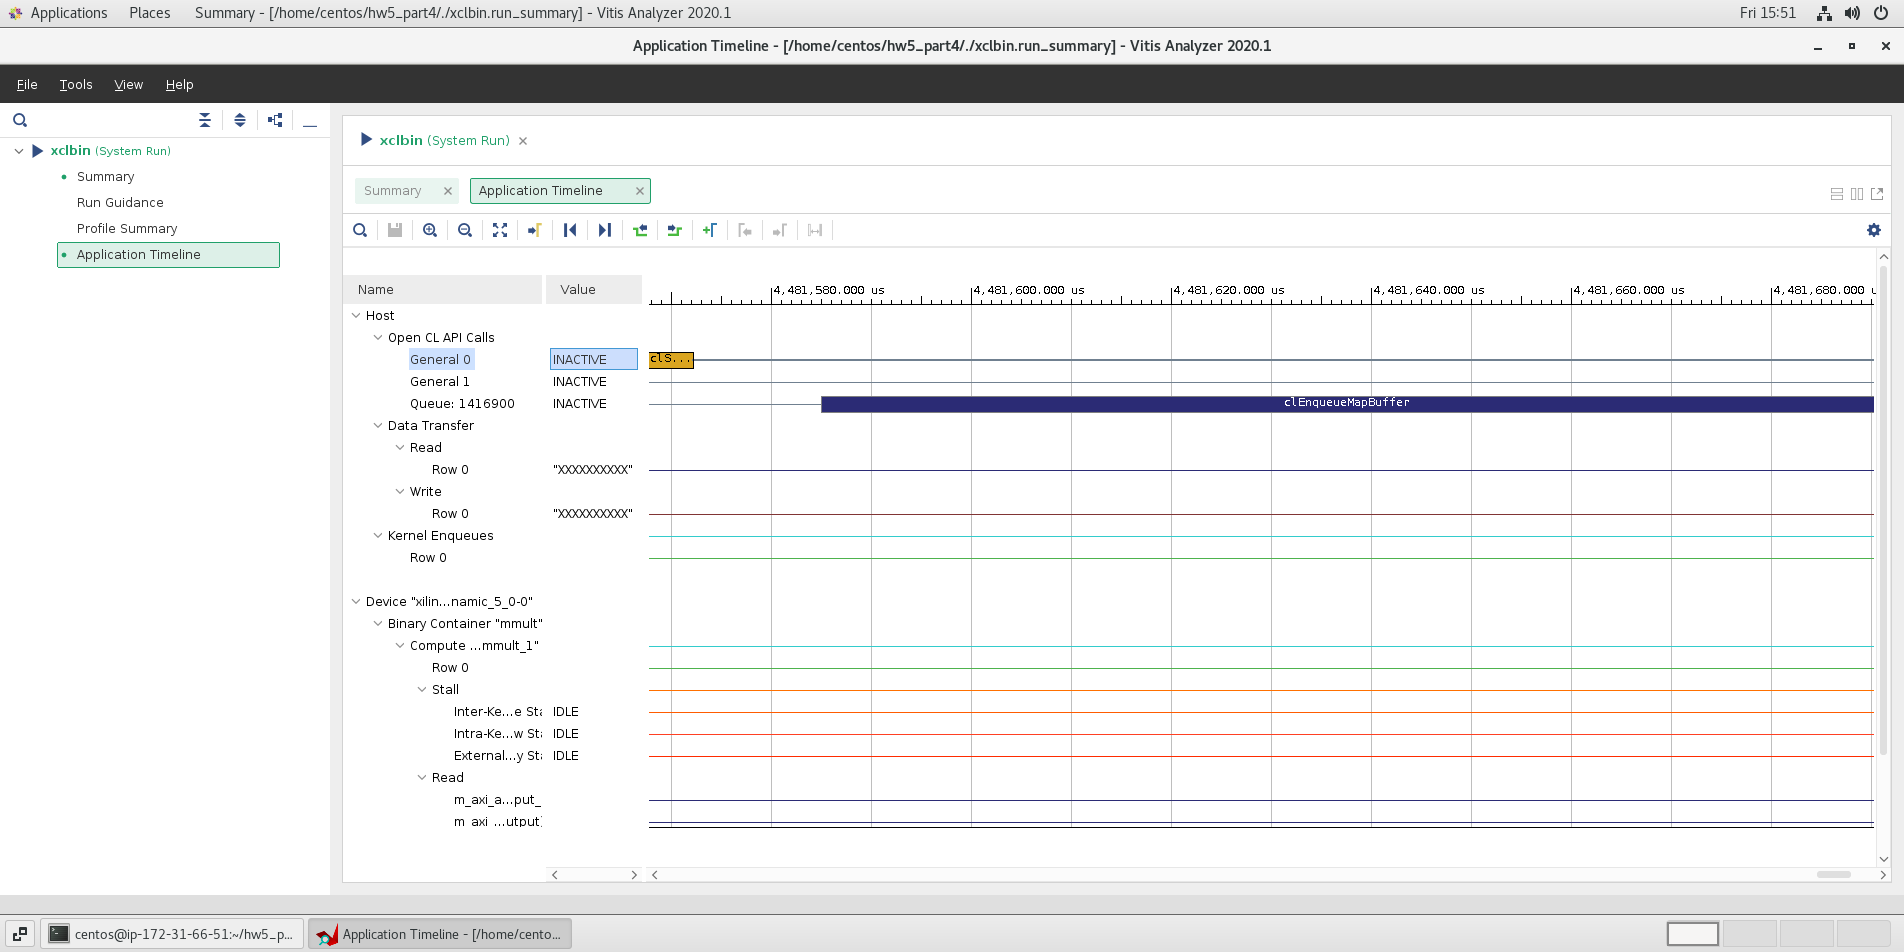 Applications Places Summary - [/home/centos/hw5_part4/./xclbin.run_summary] - Vitis Analyzer 2020.1 Fri 15:51
Application Timeline - [/home/centos/hw5_part4/./xclbin.run_summary] - Vitis Analyzer 2020.1
File Tools View Help
xclbin (System Run)
Summary
Run Guidance
Profile Summary
Application Timeline
xclbin (System Run)
Summary Application Timeline
Name Value 4,481,580.000 us 4,481,600.000 us 4,481,620.000 us 4,481,640.000 us 4,481,660.000 us 4,481,680.000 u
Host
Open CL API Calls
General 0 INACTIVE clS...
General 1 INACTIVE
Queue: 1416900 INACTIVE clEnqueueMapBuffer
Data Transfer
Read
Row 0 "XXXXXXXXXX"
Write
Row 0 "XXXXXXXXXX"
Kernel Enqueues
Row 0
Device "xilin...namic_5_0-0"
Binary Container "mmult"
Compute ...mmult_1"
Row 0
Stall
Inter-Ke...e Sta IDLE
Intra-Ke...w Sta IDLE
External...y Sta IDLE
Read
m_axi_a...put_
m_axi_...utput)
centos@ip-172-31-66-51:~/hw5_p... Application Timeline - [/home/cento...